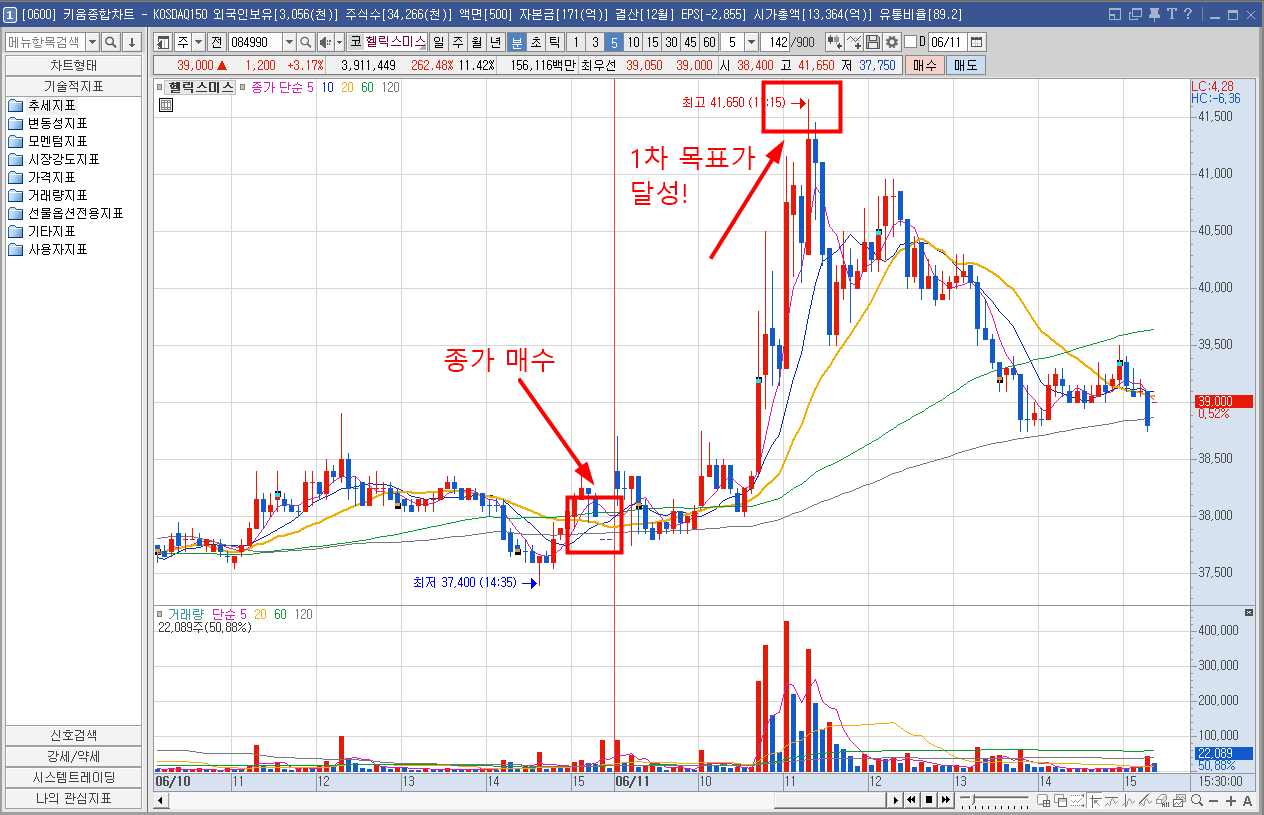 1 [0600] 키움종합차트 - KOSDAQ150 외국인보유[3,056(천)] 주식수[34,266(천)] 액면[500] 자본금[171(억)] 결산[12월] EPS[-2,855] 시가총액[13,364(억)] 유통비율[89.2]
메뉴항목검색 주 전 084990 코 헬릭스미스 일 주 월 년 분 초 틱 1 3 5 10 15 30 45 60 5 142 /900 D 06/11
39,000 ▲ 1,200 +3.17% 3,911,449 262.48% 11.42% 156,116백만 최우선 39,050 39,000 시 38,400 고 41,650 저 37,750 매수 매도
차트형태
기술적지표
추세지표
변동성지표
모멘텀지표
시장강도지표
가격지표
거래량지표
선물옵션전용지표
기타지표
사용자지표
신호검색
강세/약세
시스템트레이딩
나의 관심지표
헬릭스미스 종가 단순 5 10 20 60 120
최고 41,650 (11:15)
1차 목표가
달성!
종가 매수
최저 37,400 (14:35)
LC:4,28
HC:-6,36
41,500
41,000
40,500
40,000
39,500
39,000
0,52%
38,500
38,000
37,500
거래량 단순 5 20 60 120
22,089주(50,88%)
400,000
300,000
200,000
100,000
22,089
50,88%
06/10 11 12 13 14 15 06/11 10 11 12 13 14 15 15:30:00
A